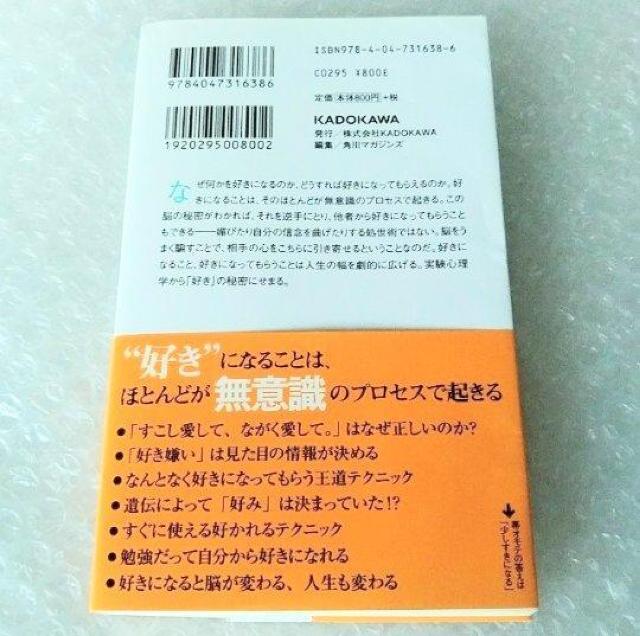 ISBN978-4-04-731638-6
C0295 ¥800E
9784047316386
定価 本体800円 +税
KADOKAWA
1920295008002
発行／株式会社KADOKAWA
編集／角川マガジンズ
なぜ何かを好きになるのか、どうすれば好きになってもらえるのか。好
きになることは、そのほとんどが無意識のプロセスで起きる。この
脳の秘密がわかれば、それを逆手にとり、他者から好きになってもらうこと
もできる――媚びたり自分の信念を曲げたりする処世術ではない。脳をう
まく騙すことで、相手の心をこちらに引き寄せるということなのだ。好きに
なること、好きになってもらうことは人生の幅を劇的に広げる。実験心理
学から「好き」の秘密にせまる。
“好き”になることは、
ほとんどが無意識のプロセスで起きる
●「すこし愛して、ながく愛して。」はなぜ正しいのか?
●「好き嫌い」は見た目の情報が決める
●なんとなく好きになってもらう王道テクニック
●遺伝によって「好み」は決まっていた!?
●すぐに使える好かれるテクニック
●勉強だって自分から好きになれる
●好きになると脳が変わる、人生も変わる
↓帯オモテの答えは
「少しすきになる」